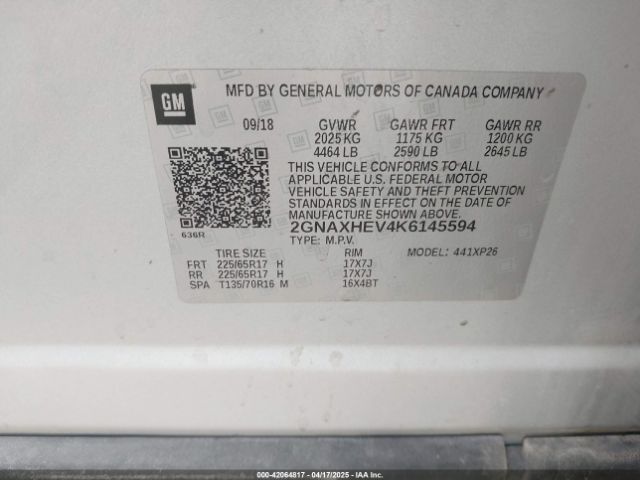 GM
MFD BY GENERAL MOTORS OF CANADA COMPANY
09/18 GVWR GAWR FRT GAWR RR
2025 KG 1175 KG 1200 KG
4464 LB 2590 LB 2645 LB
THIS VEHICLE CONFORMS TO ALL
APPLICABLE U.S. FEDERAL MOTOR
VEHICLE SAFETY AND THEFT PREVENTION
STANDARDS IN EFFECT ON THE DATE OF
MANUFACTURE SHOWN ABOVE.
636R 2GNAXHEV4K6145594
TYPE: M.P.V. MODEL: 441XP26
TIRE SIZE RIM
FRT 225/65R17 H 17X7J
RR 225/65R17 H 17X7J
SPA T135/70R16 M 16X4BT
000-42064817 - 04/17/2025 - IAA Inc.